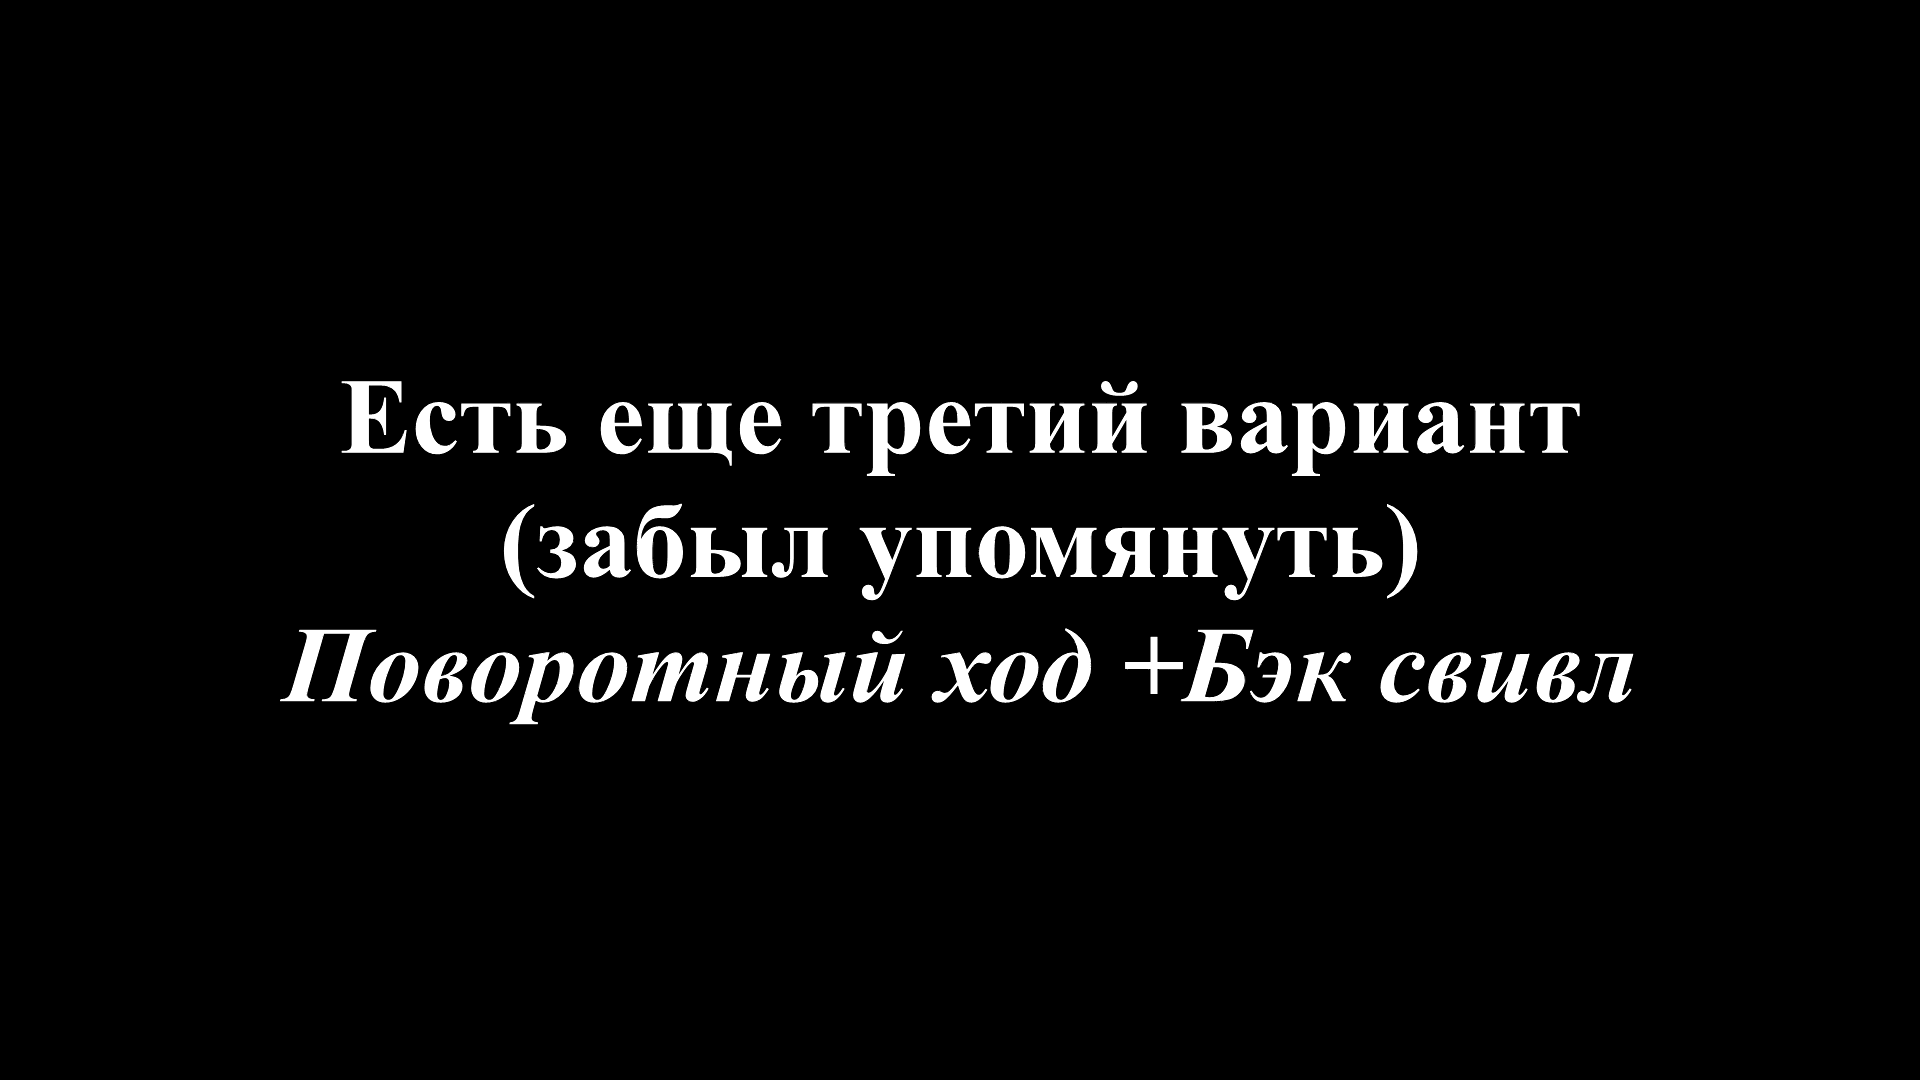 Есть еще третий вариант
(забыл упомянуть)
Поворотный ход +Бэк свивл